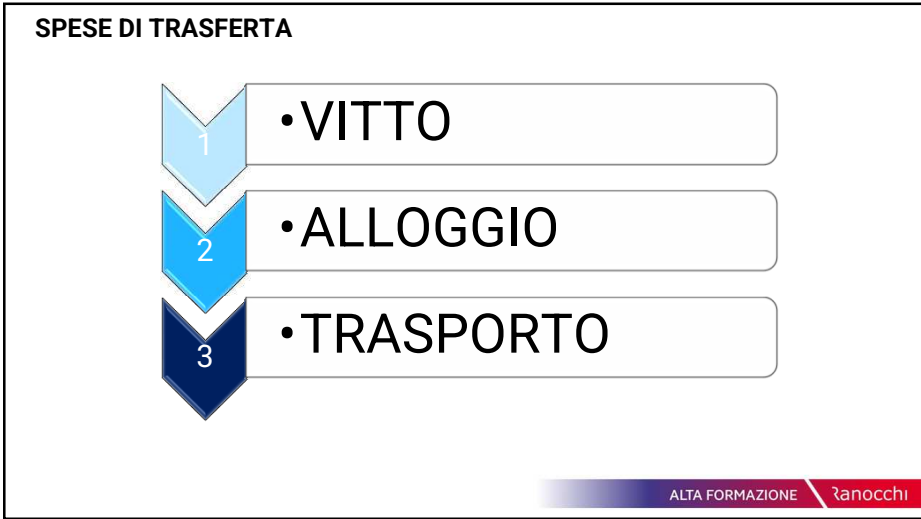 SPESE DI TRASFERTA
1
•VITTO
2
•ALLOGGIO
3
•TRASPORTO
ALTA FORMAZIONE Ranocchi